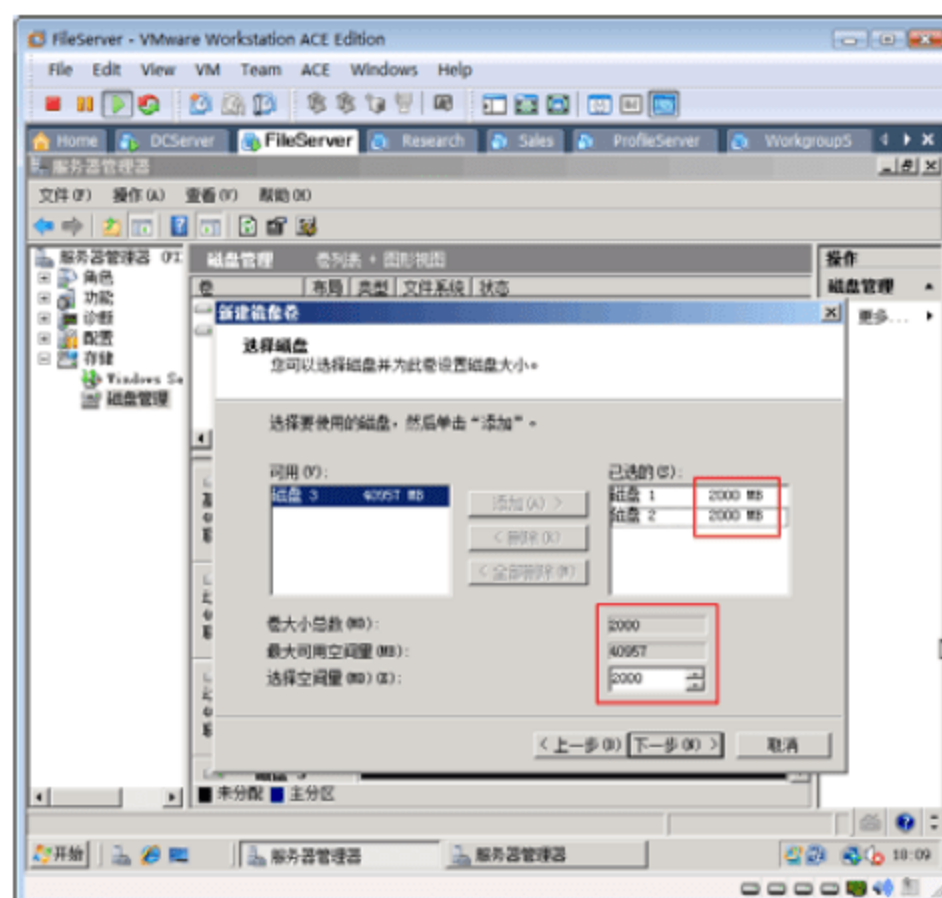 FileServer - VMware Workstation ACE Edition
File Edit View VM Team ACE Windows Help
Home DCServer FileServer Research Sales ProfileServer WorkgroupS
服务器管理器
文件(F) 操作(A) 查看(V) 帮助(H)
服务器管理器 (FI
角色
功能
诊断
配置
存储
Windows Se
磁盘管理
磁盘管理 卷列表 + 图形视图
卷 布局 类型 文件系统 状态
操作
磁盘管理
更多...
新建镜像卷
选择磁盘
您可以选择磁盘并为此卷设置磁盘大小。
选择要使用的磁盘，然后单击“添加”。
可用(V): 已选的(S):
磁盘 3 40957 MB
添加(A) >
< 删除(R)
< 全部删除(M)
磁盘 1 2000 MB
磁盘 2 2000 MB
卷大小总数(MB): 2000
最大可用空间量(MB): 40957
选择空间量(MB)(E): 2000
< 上一步(B) 下一步(N) > 取消
未分配 主分区
开始 服务器管理器 服务器管理器 18:09